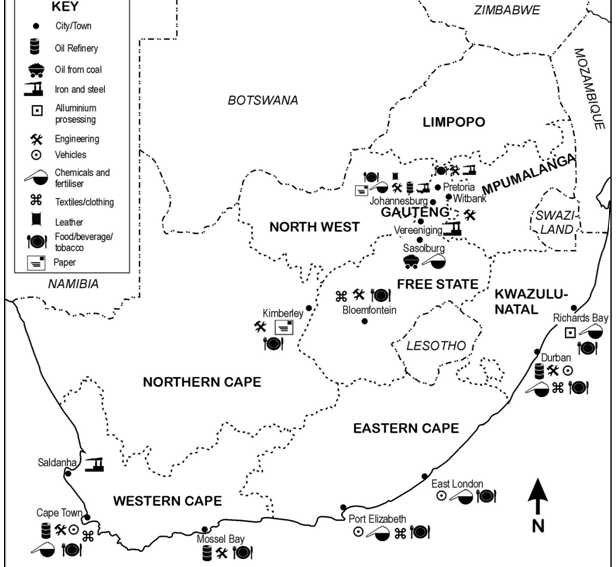 KEY
City/Town
Oil Refinery
Oil from coal
Iron and steel
Alluminium
prosessing
Engineering
Vehicles
Chemicals and
fertiliser
Textiles/clothing
Leather
Food/beverage/
tobacco
Paper
ZIMBABWE
MOZAMBIQUE
BOTSWANA
LIMPOPO
MPUMALANGA
Pretoria
Witbank
Johannesburg
GAUTENG
Vereeniging
SWAZI-
LAND
NORTH WEST
Sasolburg
NAMIBIA
FREE STATE
KWAZULU-
NATAL
Kimberley
Bloemfontein
Richards Bay
LESOTHO
Durban
NORTHERN CAPE
EASTERN CAPE
Saldanha
East London
WESTERN CAPE
Cape Town
Port Elizabeth
Mossel Bay
N